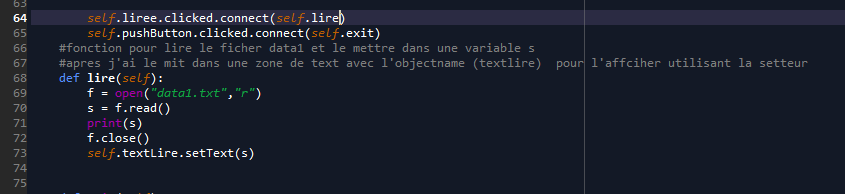 63
64 self.liree.clicked.connect(self.lire)
65 self.pushButton.clicked.connect(self.exit)
66 #fonction pour lire le ficher data1 et le mettre dans une variable s
67 #apres j'ai le mit dans une zone de text avec l'objectname (textlire)  pour l'affciher utilisant la setteur
68 def lire(self):
69 f = open("data1.txt","r")
70 s = f.read()
71 print(s)
72 f.close()
73 self.textLire.setText(s)
74
75